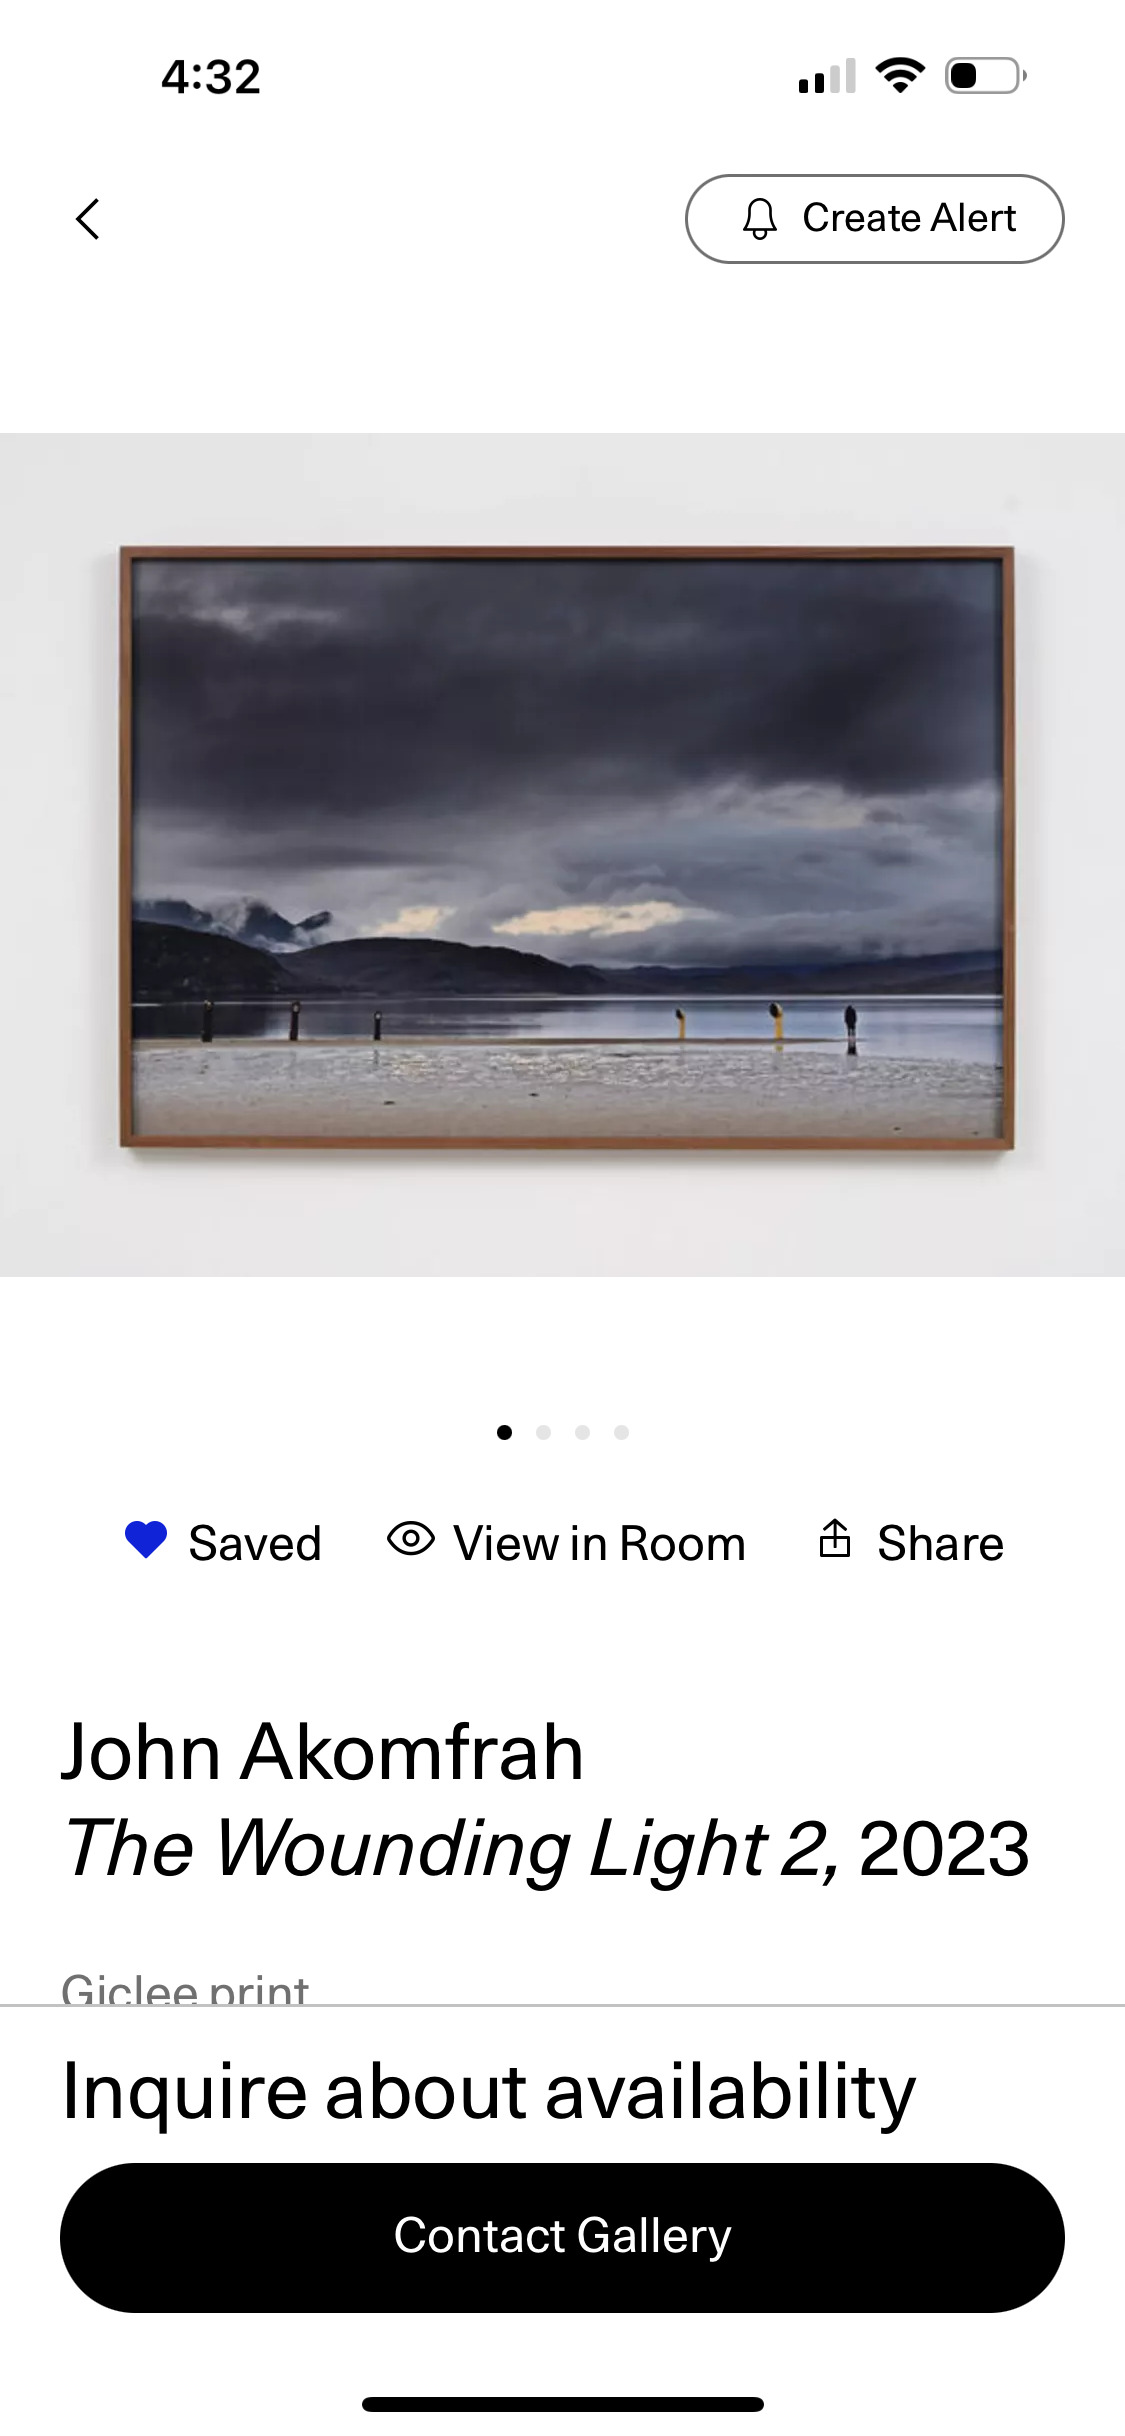 4:32
Create Alert
Saved
View in Room
Share
John Akomfrah
The Wounding Light 2, 2023
Giclee print
Inquire about availability
Contact Gallery